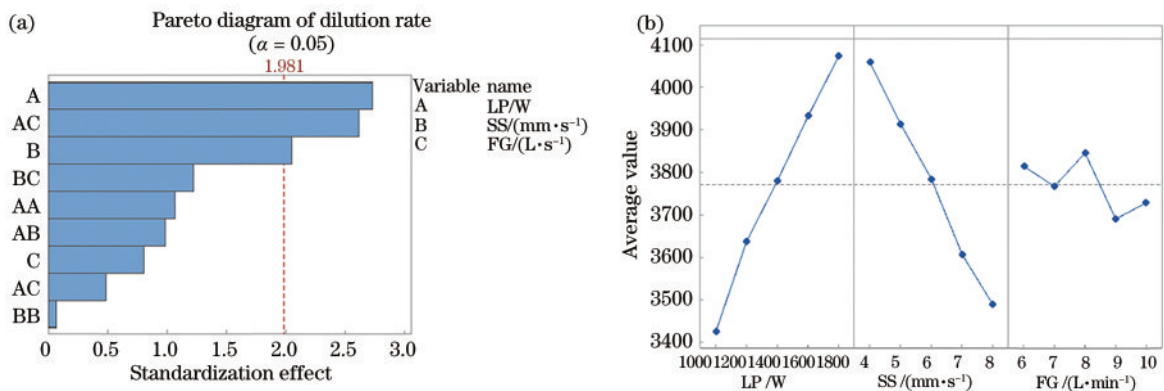 (a)
Pareto diagram of dilution rate
(α = 0.05)
1.981
A
AC
B
BC
AA
AB
C
AC
BB
0 0.5 1.0 1.5 2.0 2.5 3.0
Standardization effect
Variable name
A LP/W
B SS/(mm·s⁻¹)
C FG/(L·s⁻¹)
(b)
Average value
4100
4000
3900
3800
3700
3600
3500
3400
1000 1200 1400 1600 1800 4 5 6 7 8 6 7 8 9 10
LP /W SS /(mm·s⁻¹) FG /(L·min⁻¹)